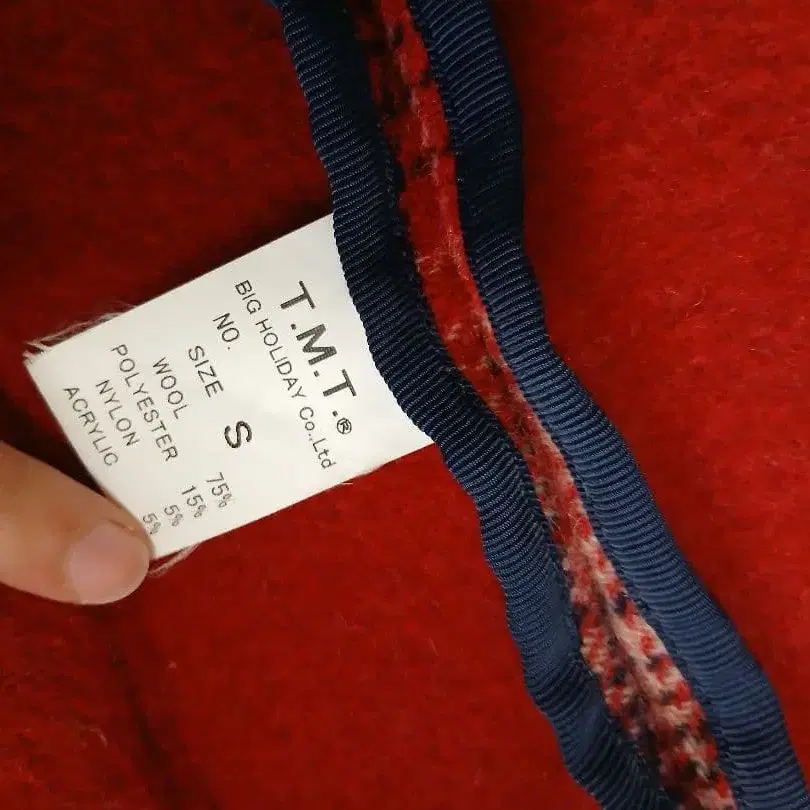 T.M.T.®
BIG HOLIDAY Co.,Ltd
NO.
SIZE S
WOOL 75%
POLYESTER 15%
NYLON 5%
ACRYLIC 5%